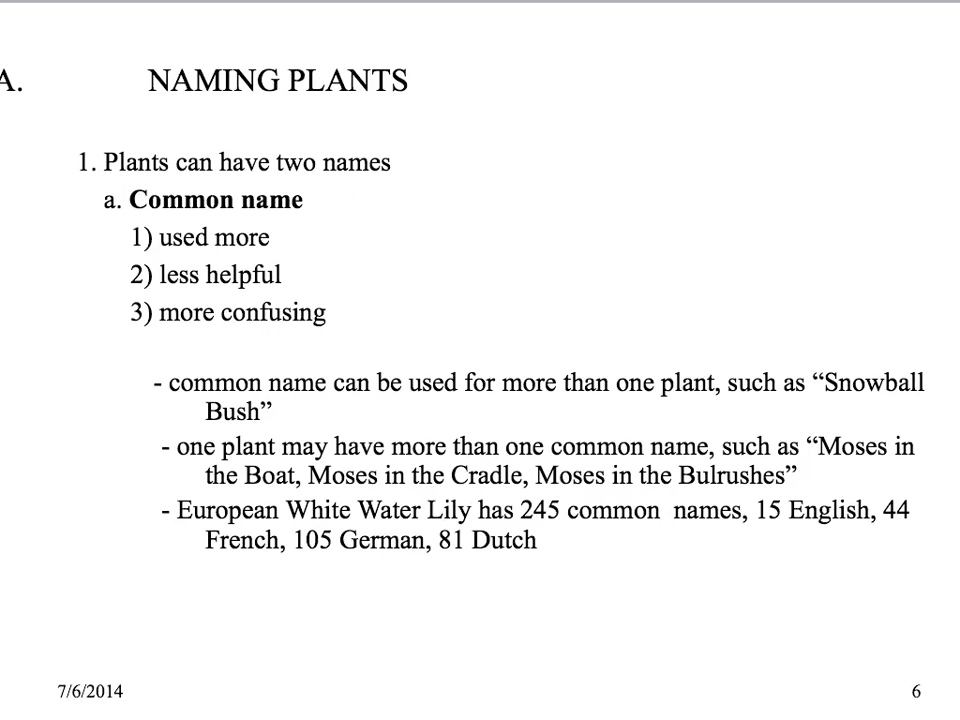 A. NAMING PLANTS
1. Plants can have two names
a. Common name
1) used more
2) less helpful
3) more confusing
- common name can be used for more than one plant, such as “Snowball
Bush”
- one plant may have more than one common name, such as “Moses in
the Boat, Moses in the Cradle, Moses in the Bulrushes”
- European White Water Lily has 245 common  names, 15 English, 44
French, 105 German, 81 Dutch
7/6/2014 6